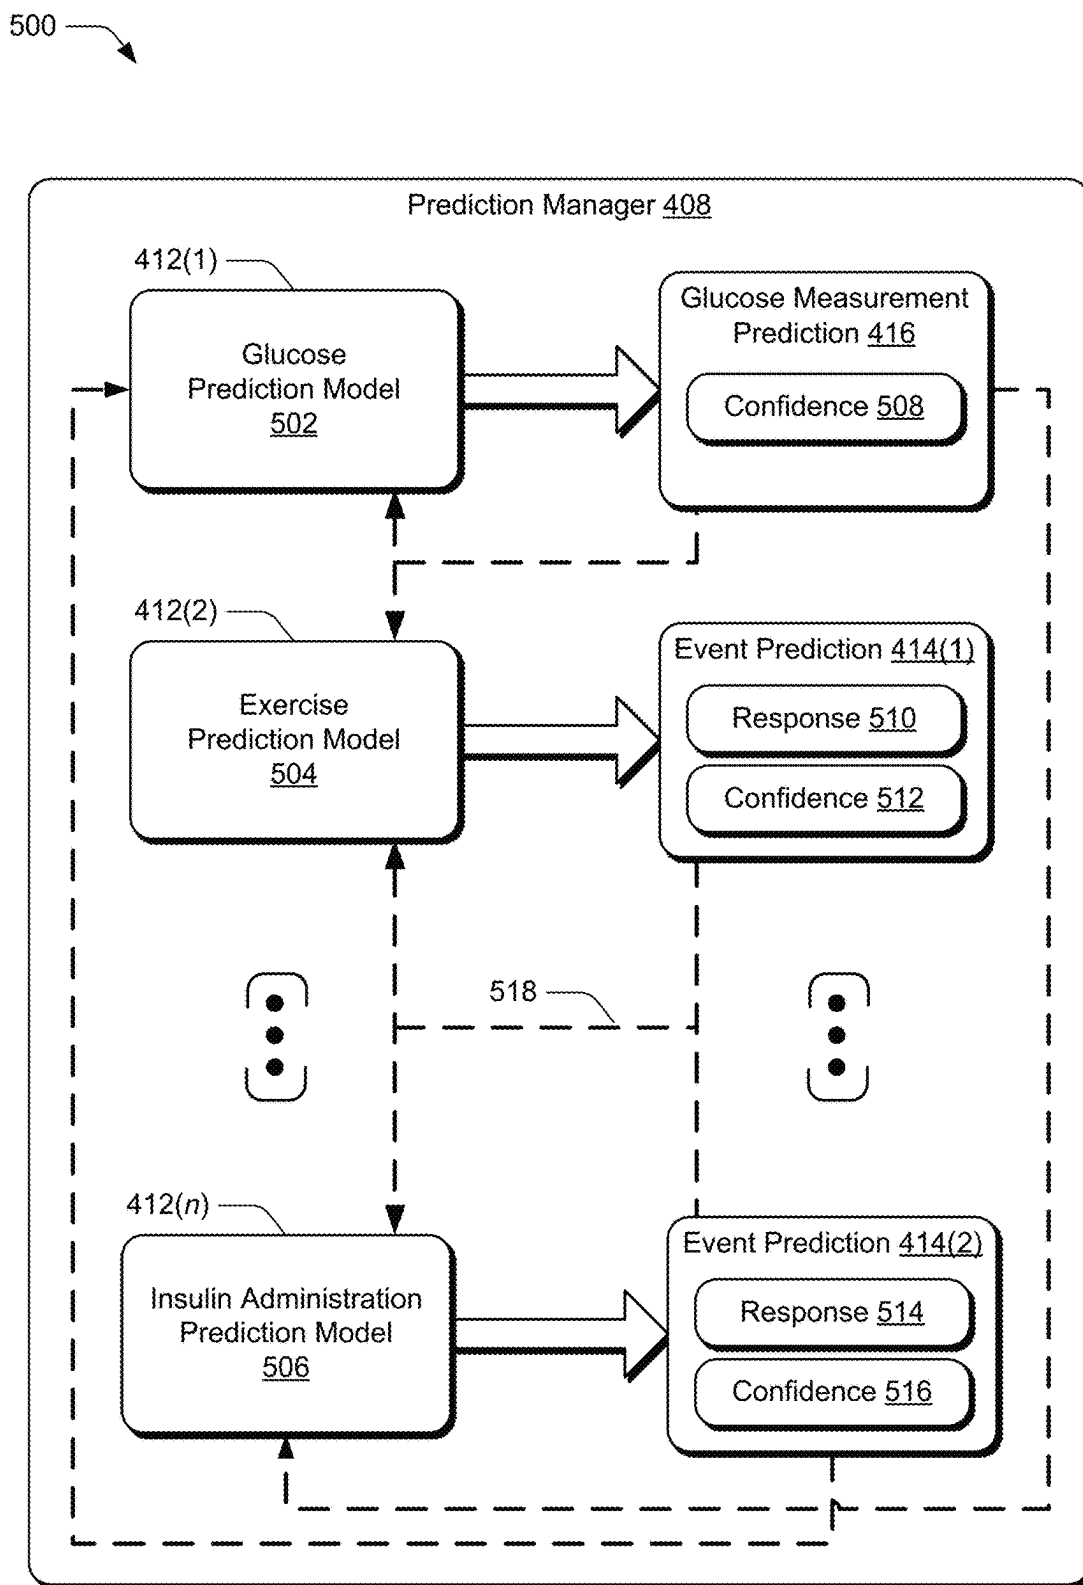 500
Prediction Manager 408
412(1)
Glucose
Prediction Model
502
Glucose Measurement
Prediction 416
Confidence 508
412(2)
Exercise
Prediction Model
504
Event Prediction 414(1)
Response 510
Confidence 512
518
412(n)
Insulin Administration
Prediction Model
506
Event Prediction 414(2)
Response 514
Confidence 516